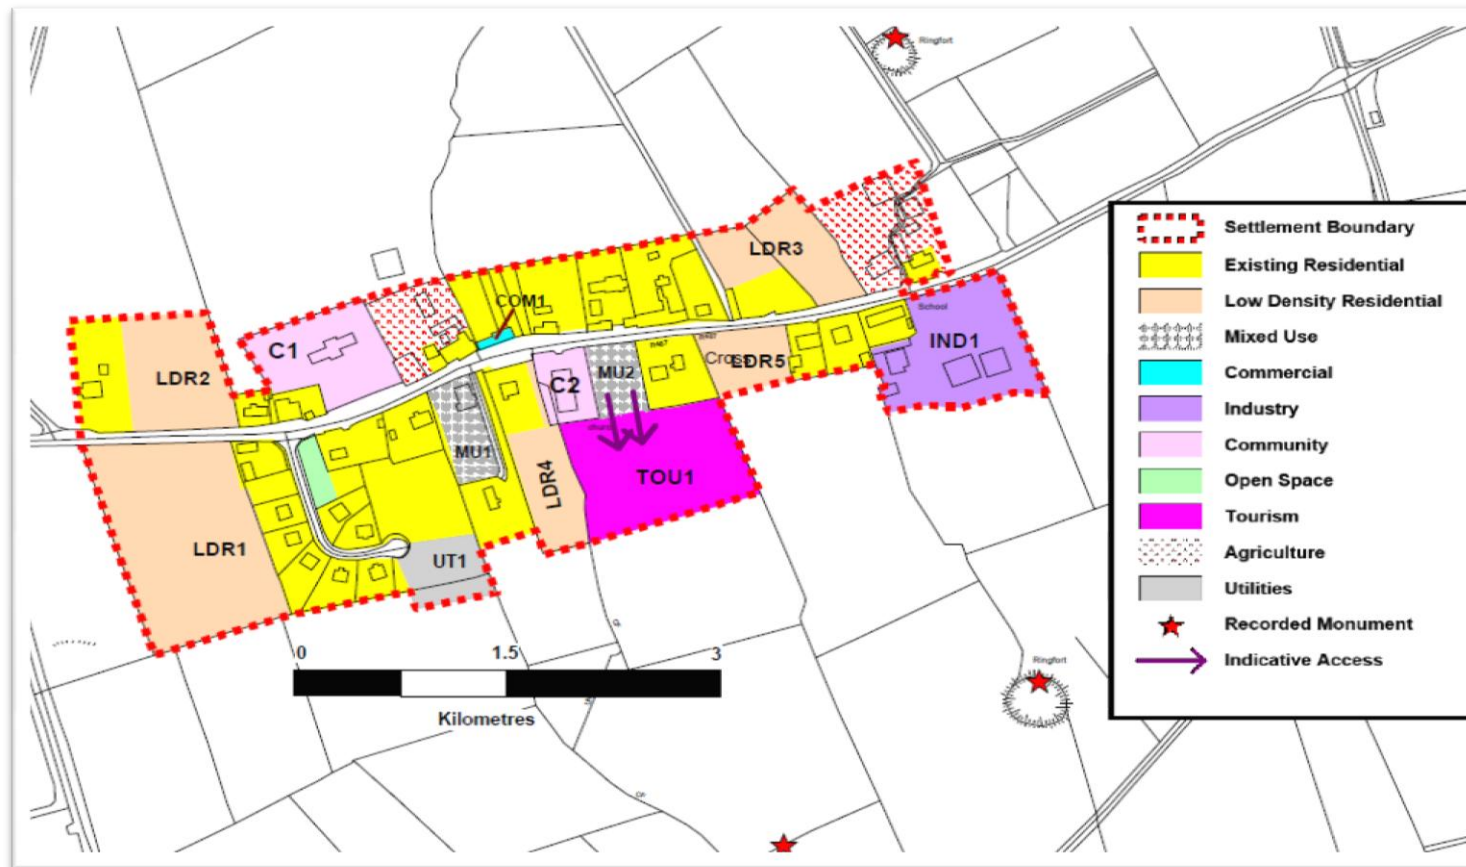 Ringfort
LDR3
COM1
School
C1
IND1
Cross
LDR5
LDR2
C2
MU2
church
MU1
LDR4
TOU1
LDR1
UT1
0 1.5 3
Kilometres
Ringfort
Settlement Boundary
Existing Residential
Low Density Residential
Mixed Use
Commercial
Industry
Community
Open Space
Tourism
Agriculture
Utilities
Recorded Monument
Indicative Access